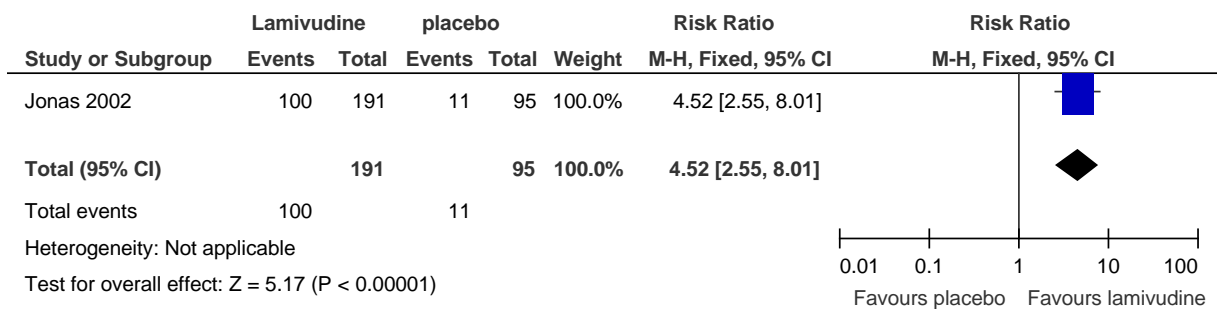 Lamivudine placebo Risk Ratio Risk Ratio
Study or Subgroup Events Total Events Total Weight M-H, Fixed, 95% CI M-H, Fixed, 95% CI
Jonas 2002 100 191 11 95 100.0% 4.52 [2.55, 8.01]
Total (95% CI) 191 95 100.0% 4.52 [2.55, 8.01]
Total events 100 11
Heterogeneity: Not applicable
Test for overall effect: Z = 5.17 (P < 0.00001)
0.01 0.1 1 10 100
Favours placebo Favours lamivudine